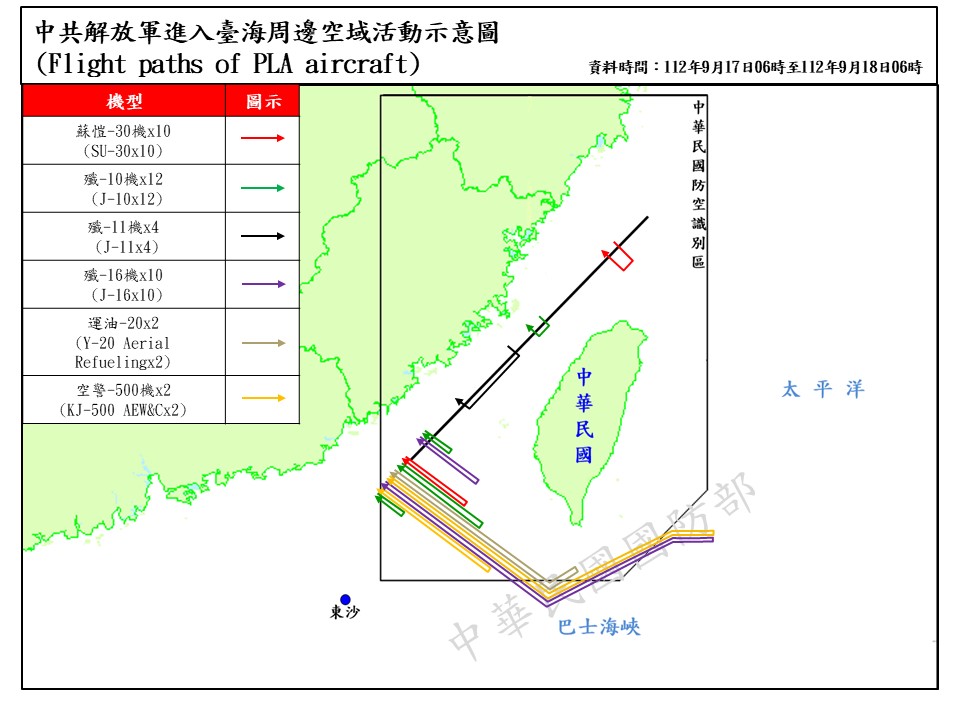 中共解放軍進入臺海周邊空域活動示意圖
(Flight paths of PLA aircraft)
資料時間：112年9月17日06時至112年9月18日06時
機型 圖示
蘇愷-30機x10
(SU-30x10)
殲-10機x12
(J-10x12)
殲-11機x4
(J-11x4)
殲-16機x10
(J-16x10)
運油-20x2
(Y-20 Aerial
Refuelingx2)
空警-500機x2
(KJ-500 AEW&Cx2)
中華民國防空識別區
中華民國
太平洋
東沙
巴士海峽
中華民國國防部